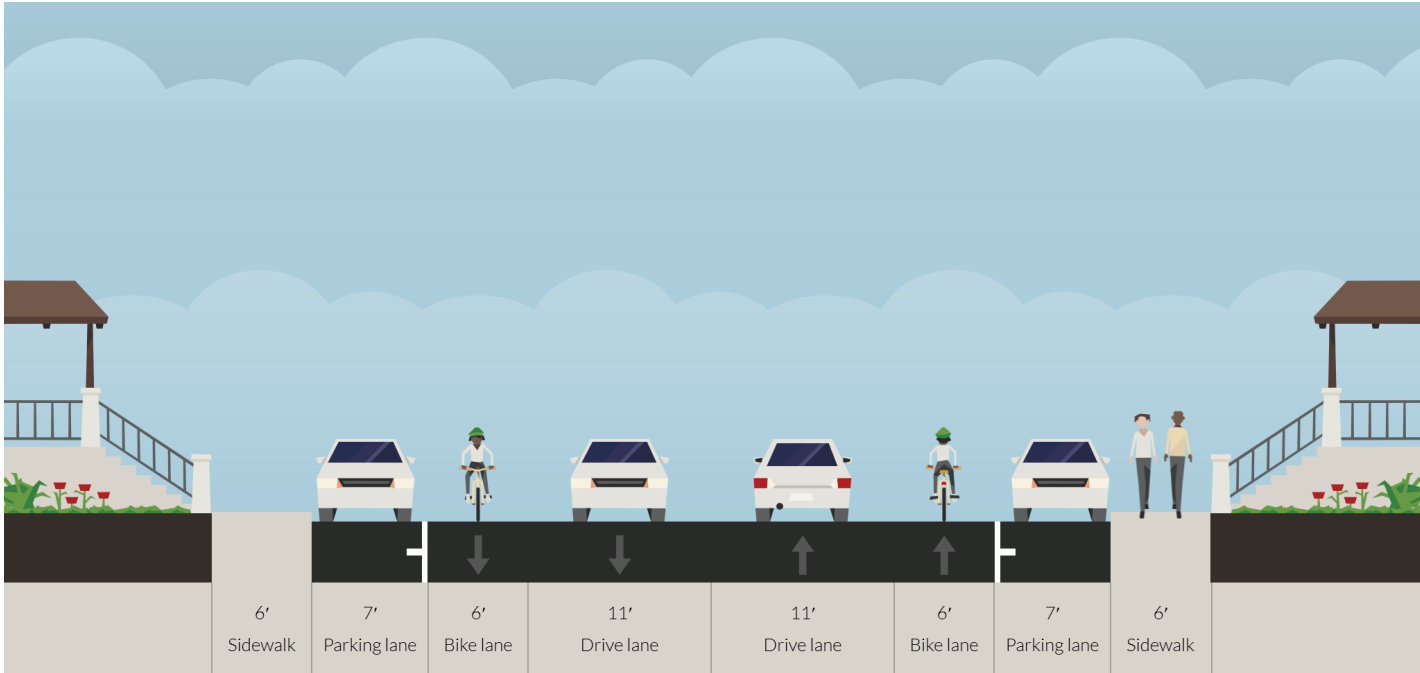 6′ 7′ 6′ 11′ 11′ 6′ 7′ 6′
Sidewalk Parking lane Bike lane Drive lane Drive lane Bike lane Parking lane Sidewalk